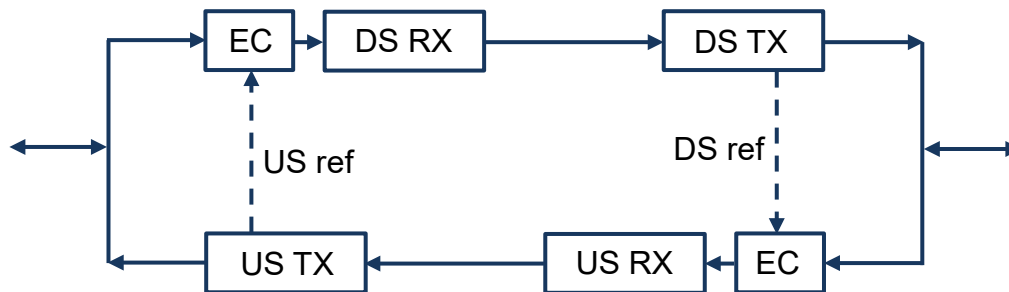 EC
DS RX
DS TX
US ref
DS ref
US TX
US RX
EC